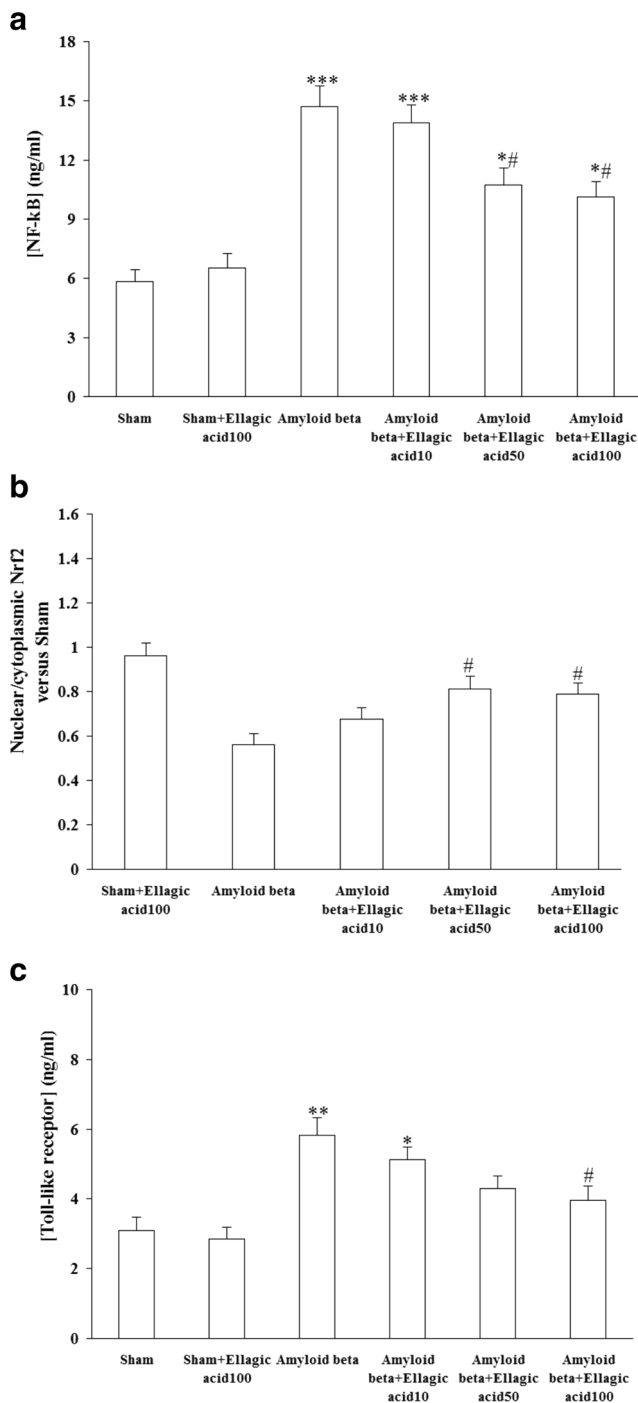 a
[NF-kB] (ng/ml)
18
15
12
9
6
3
0
***
***
*#
*#
Sham
Sham+Ellagic
acid100
Amyloid beta
Amyloid
beta+Ellagic
acid10
Amyloid
beta+Ellagic
acid50
Amyloid
beta+Ellagic
acid100
b
Nuclear/cytoplasmic Nrf2
versus Sham
1.6
1.4
1.2
1
0.8
0.6
0.4
0.2
0
#
#
Sham+Ellagic
acid100
Amyloid beta
Amyloid
beta+Ellagic
acid10
Amyloid
beta+Ellagic
acid50
Amyloid
beta+Ellagic
acid100
c
[Toll-like receptor] (ng/ml)
10
8
6
4
2
0
**
*
#
Sham
Sham+Ellagic
acid100
Amyloid beta
Amyloid
beta+Ellagic
acid10
Amyloid
beta+Ellagic
acid50
Amyloid
beta+Ellagic
acid100